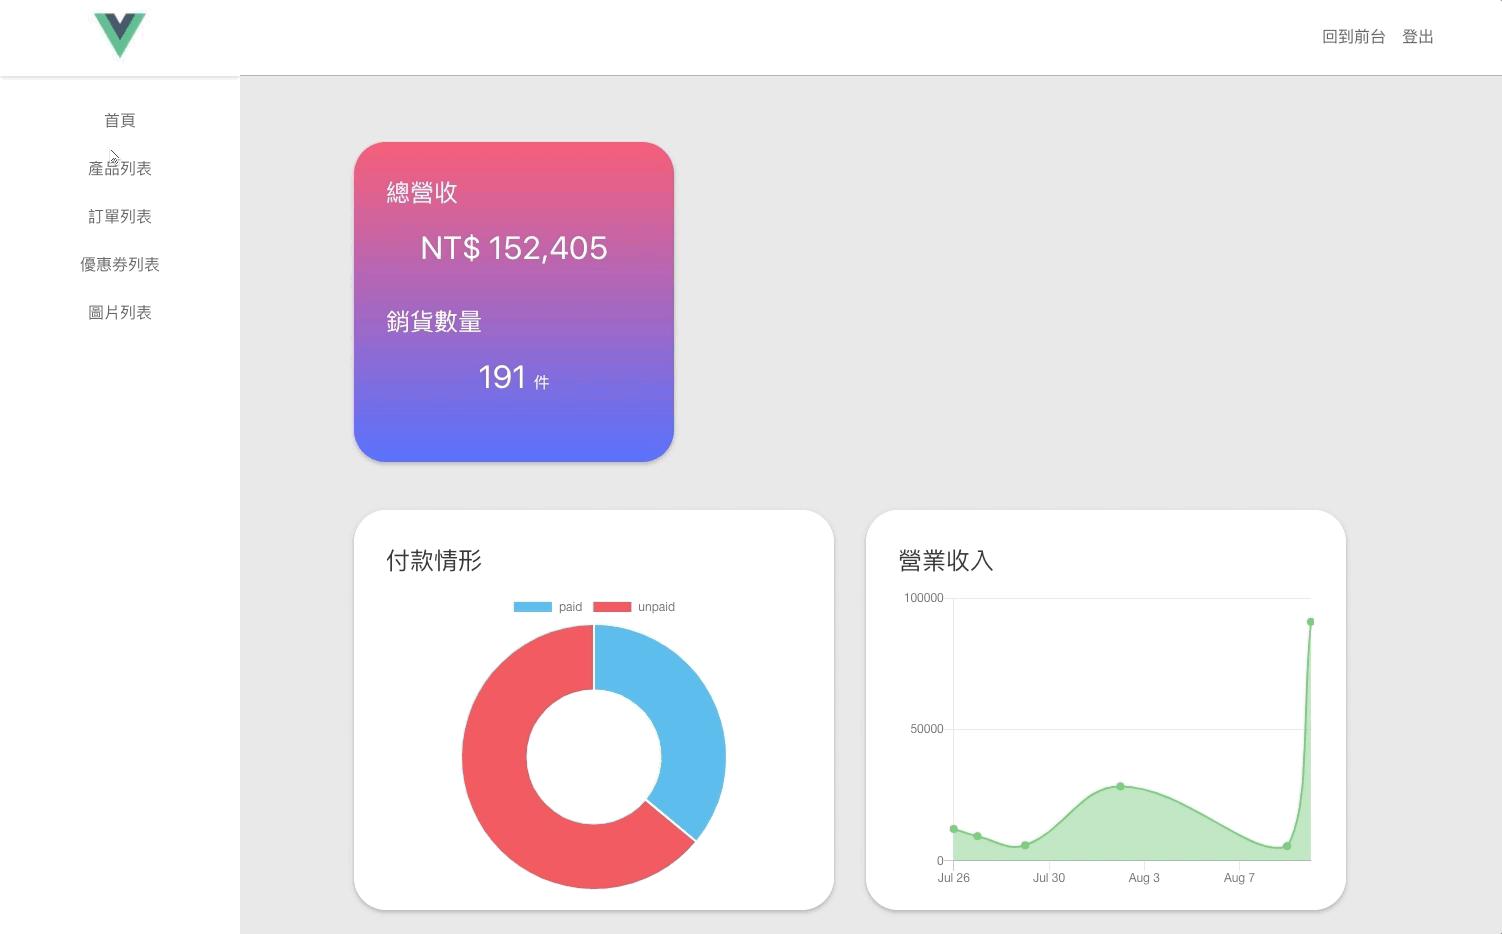 回到前台 登出
首頁
產品列表
訂單列表
優惠券列表
圖片列表
總營收
NT$ 152,405
銷貨數量
191 件
付款情形
paid unpaid
營業收入
100000
50000
0
Jul 26 Jul 30 Aug 3 Aug 7